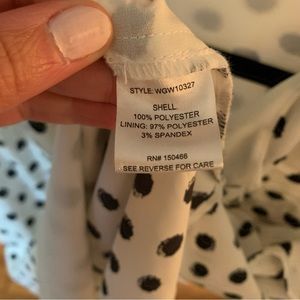 STYLE: WGW10327
SHELL
100% POLYESTER
LINING: 97% POLYESTER
3% SPANDEX
RN# 150466
SEE REVERSE FOR CARE